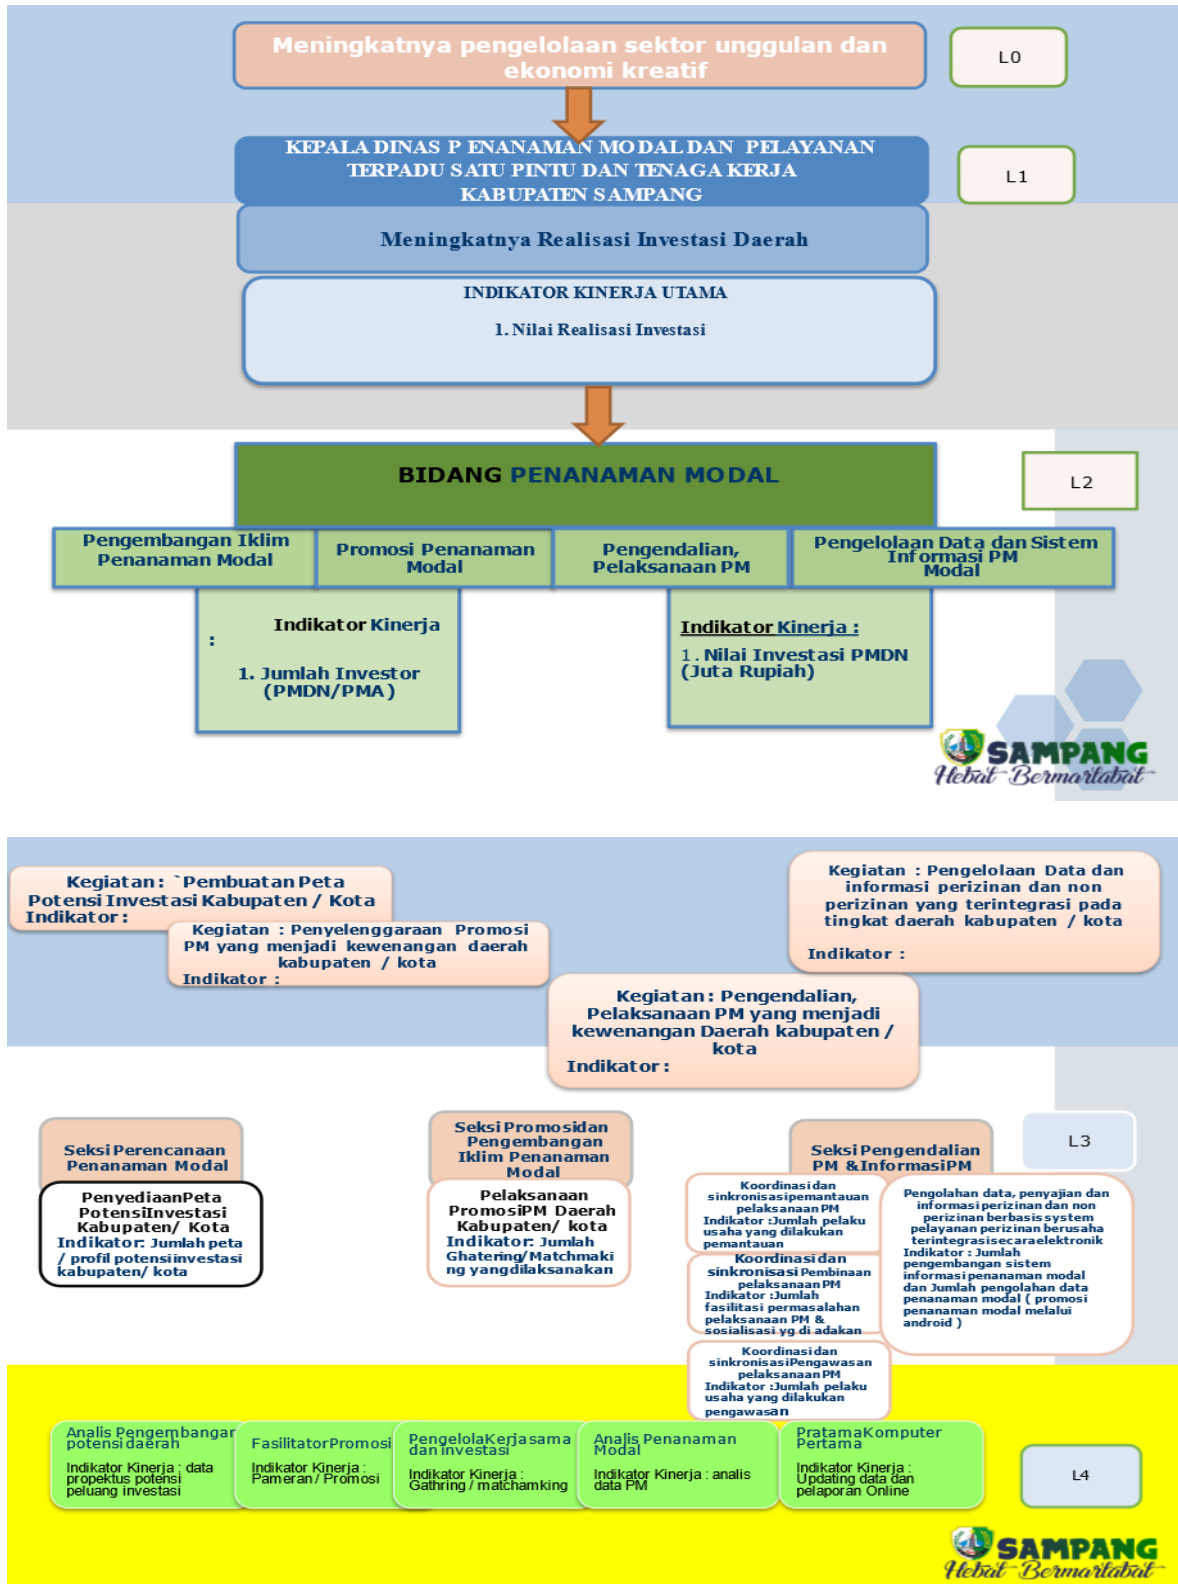 Meningkatnya pengelolaan sektor unggulan dan
ekonomi kreatif
L0
KEPALA DINAS P ENANAMAN MODAL DAN PELAYANAN
TERPADU SATU PINTU DAN TENAGA KERJA
KABUPATEN SAMPANG
L1
Meningkatnya Realisasi Investasi Daerah
INDIKATOR KINERJA UTAMA
1. Nilai Realisasi Investasi
BIDANG PENANAMAN MODAL
L2
Pengembangan Iklim
Penanaman Modal
Promosi Penanaman
Modal
Pengendalian,
Pelaksanaan PM
Pengelolaan Data dan Sistem
Informasi PM
Modal
Indikator Kinerja
:
1. Jumlah Investor
(PMDN/PMA)
Indikator Kinerja :
1. Nilai Investasi PMDN
(Juta Rupiah)
SAMPANG
Hebat Bermartabat
Kegiatan : `Pembuatan Peta
Potensi Investasi Kabupaten / Kota
Indikator :
Kegiatan : Penyelenggaraan Promosi
PM yang menjadi kewenangan daerah
kabupaten / kota
Indikator :
Kegiatan : Pengelolaan Data dan
informasi perizinan dan non
perizinan yang terintegrasi pada
tingkat daerah kabupaten / kota
Indikator :
Kegiatan : Pengendalian,
Pelaksanaan PM yang menjadi
kewenangan Daerah kabupaten /
kota
Indikator :
Seksi Perencanaan
Penanaman Modal
Penyediaan Peta
Potensi Investasi
Kabupaten/ Kota
Indikator: Jumlah peta
/ profil potensi investasi
kabupaten/ kota
Seksi Promosi dan
Pengembangan
Iklim Penanaman
Modal
Pelaksanaan
Promosi PM Daerah
Kabupaten/ kota
Indikator: Jumlah
Ghatering/Matchmaki
ng yang dilaksanakan
Seksi Pengendalian
PM & Informasi PM
L3
Koordinasi dan
sinkronisasi pemantauan
pelaksanaan PM
Indikator :Jumlah pelaku
usaha yang dilakukan
pemantauan
Koordinasi dan
sinkronisasi Pembinaan
pelaksanaan PM
Indikator :Jumlah
fasilitasi permasalahan
pelaksanaan PM &
sosialisasi yg di adakan
Koordinasi dan
sinkronisasi Pengawasan
pelaksanaan PM
Indikator :Jumlah pelaku
usaha yang dilakukan
pengawasan
Pengolahan data, penyajian dan
informasi perizinan dan non
perizinan berbasis system
pelayanan perizinan berusaha
terintegrasi secara elektronik
Indikator : Jumlah
pengembangan sistem
informasi penanaman modal
dan Jumlah pengolahan data
penanaman modal ( promosi
penanaman modal melalui
android )
Analis Pengembangan
potensi daerah
Indikator Kinerja : data
propektus potensi
peluang investasi
Fasilitator Promosi
Indikator Kinerja :
Pameran / Promosi
Pengelola Kerjasama
dan investasi
Indikator Kinerja :
Gathring / matchamking
Analis Penanaman
Modal
Indikator Kinerja : analis
data PM
Pratama Komputer
Pertama
Indikator Kinerja :
Updating data dan
pelaporan Online
L4
SAMPANG
Hebat Bermartabat